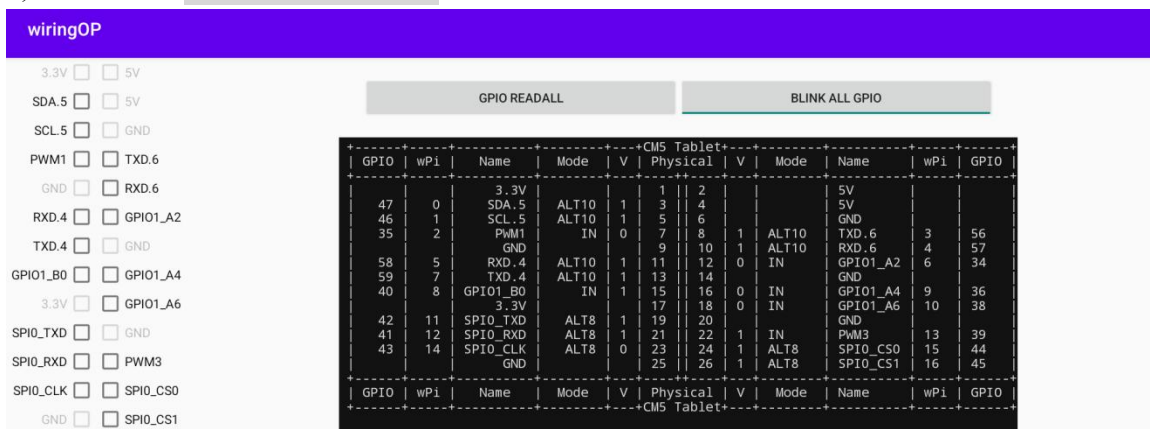 wiringOP
3.3V 5V
SDA.5 5V
SCL.5 GND
PWM1 TXD.6
GND RXD.6
RXD.4 GPIO1_A2
TXD.4 GND
GPIO1_B0 GPIO1_A4
3.3V GPIO1_A6
SPI0_TXD GND
SPI0_RXD PWM3
SPI0_CLK SPI0_CS0
GND SPI0_CS1
GPIO READALL BLINK ALL GPIO
+------+-----+----------+--------+---+CM5 Tablet+---+--------+----------+-----+------+
| GPIO | wPi |   Name   |  Mode  | V | Physical | V |  Mode  | Name     | wPi | GPIO |
+------+-----+----------+--------+---+----++----+---+--------+----------+-----+------+
|      |     |     3.3V |        |   |  1 || 2  |   |        | 5V       |     |      |
|   47 |   0 |    SDA.5 |  ALT10 | 1 |  3 || 4  |   |        | 5V       |     |      |
|   46 |   1 |    SCL.5 |  ALT10 | 1 |  5 || 6  |   |        | GND      |     |      |
|   35 |   2 |     PWM1 |     IN | 0 |  7 || 8  | 1 | ALT10  | TXD.6    | 3   | 56   |
|      |     |      GND |        |   |  9 || 10 | 1 | ALT10  | RXD.6    | 4   | 57   |
|   58 |   5 |    RXD.4 |  ALT10 | 1 | 11 || 12 | 0 | IN     | GPIO1_A2 | 6   | 34   |
|   59 |   7 |    TXD.4 |  ALT10 | 1 | 13 || 14 |   |        | GND      |     |      |
|   40 |   8 | GPIO1_B0 |     IN | 1 | 15 || 16 | 0 | IN     | GPIO1_A4 | 9   | 36   |
|      |     |     3.3V |        |   | 17 || 18 | 0 | IN     | GPIO1_A6 | 10  | 38   |
|   42 |  11 | SPI0_TXD |   ALT8 | 1 | 19 || 20 |   |        | GND      |     |      |
|   41 |  12 | SPI0_RXD |   ALT8 | 1 | 21 || 22 | 1 | IN     | PWM3     | 13  | 39   |
|   43 |  14 | SPI0_CLK |   ALT8 | 0 | 23 || 24 | 1 | ALT8   | SPI0_CS0 | 15  | 44   |
|      |     |      GND |        |   | 25 || 26 | 1 | ALT8   | SPI0_CS1 | 16  | 45   |
+------+-----+----------+--------+---+----++----+---+--------+----------+-----+------+
| GPIO | wPi |   Name   |  Mode  | V | Physical | V |  Mode  | Name     | wPi | GPIO |
+------+-----+----------+--------+---+CM5 Tablet+---+--------+----------+-----+------+